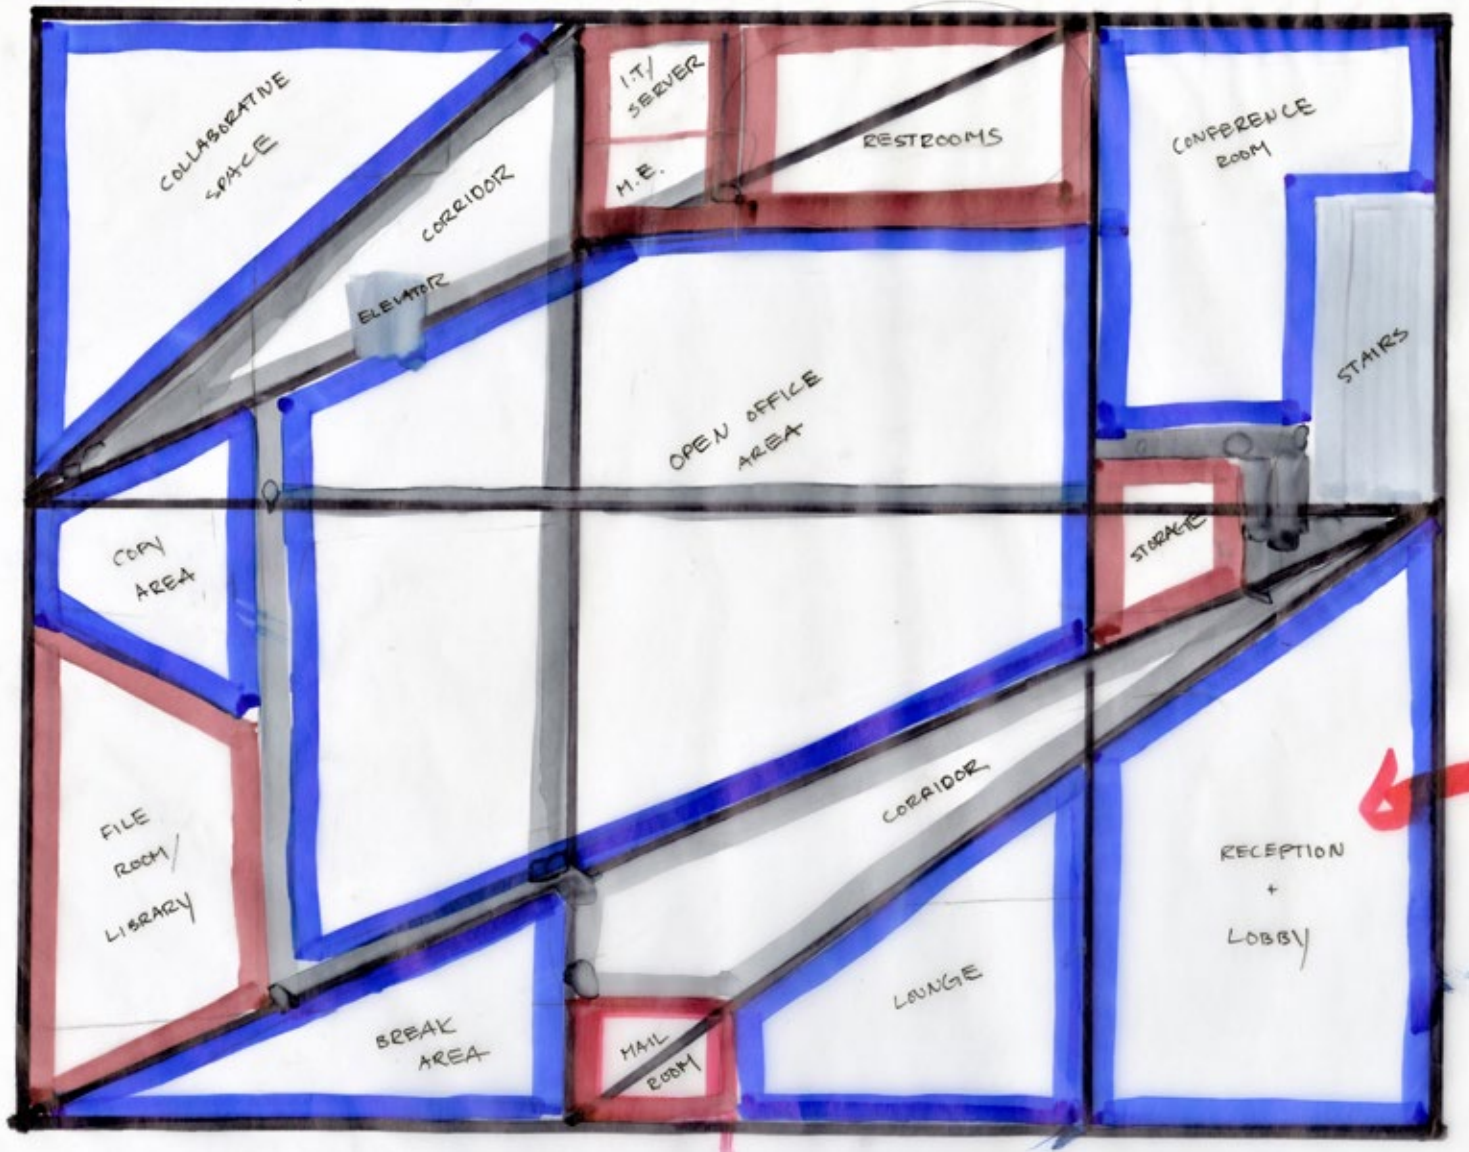 COLLABORATIVE
SPACE
CORRIDOR
ELEVATOR
I.T/
SERVER
M.E.
RESTROOMS
CONFERENCE
ROOM
STAIRS
OPEN OFFICE
AREA
COPY
AREA
STORAGE
FILE
ROOM/
LIBRARY
CORRIDOR
RECEPTION
+
LOBBY
LOUNGE
BREAK
AREA
MAIL
ROOM